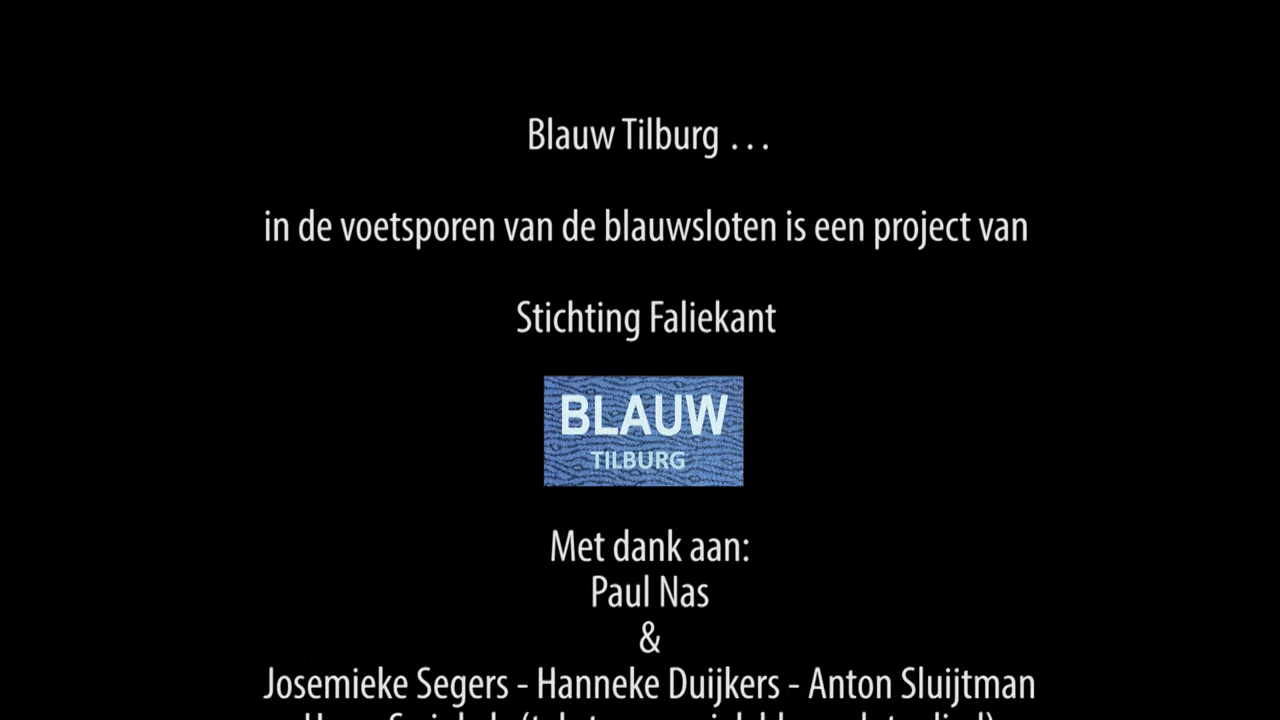 Blauw Tilburg ...
in de voetsporen van de blauwsloten is een project van
Stichting Faliekant
BLAUW
TILBURG
Met dank aan:
Paul Nas
&
Josemieke Segers - Hanneke Duijkers - Anton Sluijtman